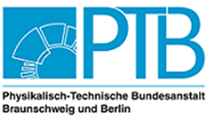 PTB
Physikalisch-Technische Bundesanstalt
Braunschweig und Berlin